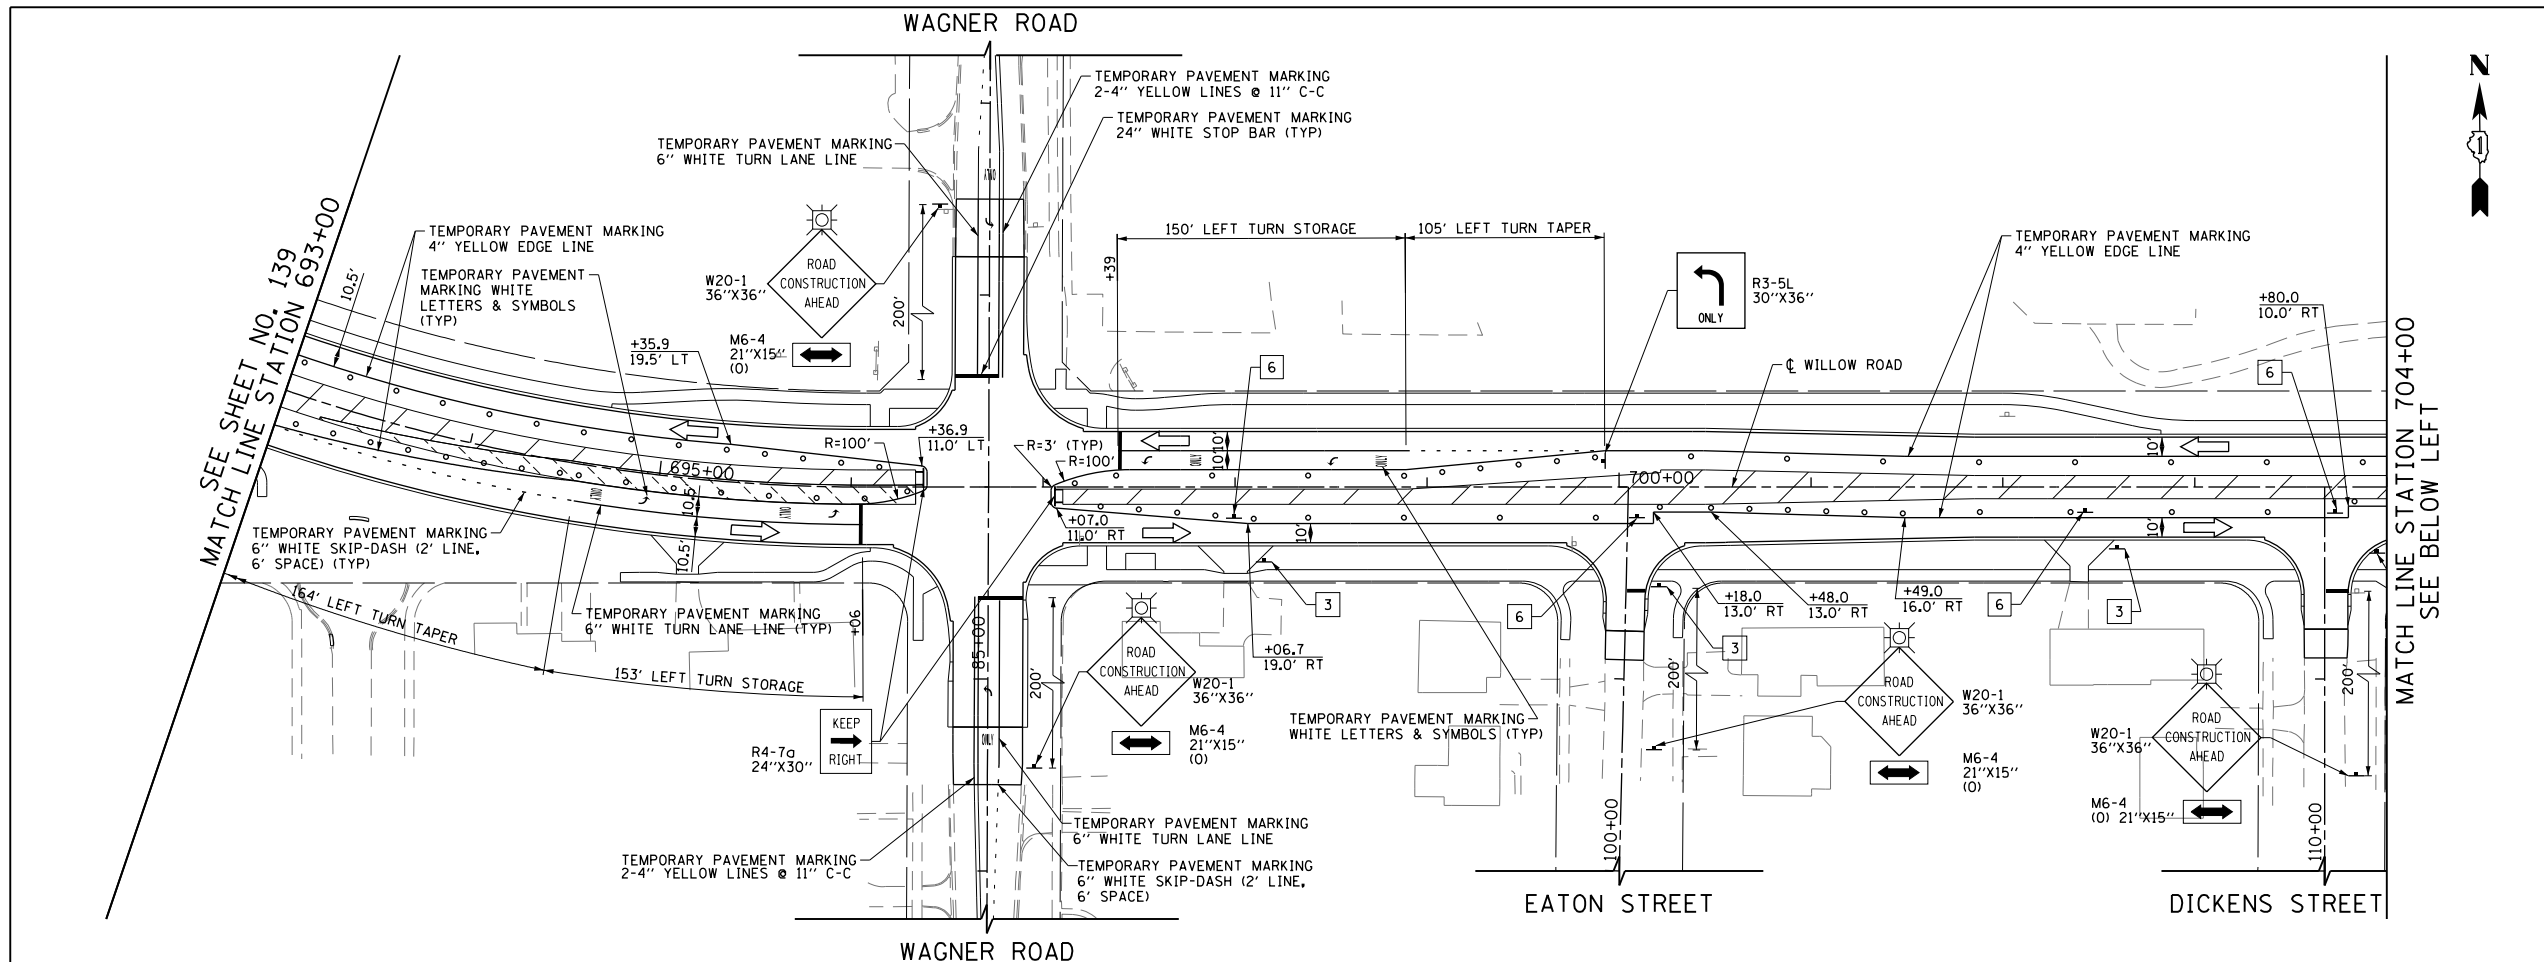 WAGNER ROAD
TEMPORARY PAVEMENT MARKING
2-4" YELLOW LINES @ 11" C-C
TEMPORARY PAVEMENT MARKING
24" WHITE STOP BAR (TYP)
TEMPORARY PAVEMENT MARKING
6" WHITE TURN LANE LINE
N
1
ONLY
SEE SHEET NO. 139
MATCH LINE STATION 693+00
10.5'
TEMPORARY PAVEMENT MARKING
4" YELLOW EDGE LINE
TEMPORARY PAVEMENT
MARKING WHITE
LETTERS & SYMBOLS
(TYP)
ROAD
CONSTRUCTION
AHEAD
W20-1
36"X36"
M6-4
21"X15"
(O)
200'
150' LEFT TURN STORAGE
105' LEFT TURN TAPER
+39
ONLY
R3-5L
30"X36"
TEMPORARY PAVEMENT MARKING
4" YELLOW EDGE LINE
+80.0
10.0' RT
6
6
℄ WILLOW ROAD
+35.9
19.5' LT
R=100'
+36.9
11.0' LT
R=3' (TYP)
R=100'
10'
10'
ONLY
ONLY
10'
695+00
700+00
MATCH LINE STATION 704+00
SEE BELOW LEFT
10.5'
10.5'
ONLY
ONLY
+07.0
11.0' RT
10'
10'
TEMPORARY PAVEMENT MARKING
6" WHITE SKIP-DASH (2' LINE,
6' SPACE) (TYP)
164' LEFT TURN TAPER
TEMPORARY PAVEMENT MARKING
6" WHITE TURN LANE LINE (TYP)
+06
153' LEFT TURN STORAGE
85+00
200'
3
+06.7
19.0' RT
6
3
+18.0
13.0' RT
+48.0
13.0' RT
+49.0
16.0' RT
6
3
200'
200'
KEEP
RIGHT
R4-7a
24"X30"
ONLY
ROAD
CONSTRUCTION
AHEAD
W20-1
36"X36"
M6-4
21"X15"
(O)
TEMPORARY PAVEMENT MARKING
WHITE LETTERS & SYMBOLS (TYP)
ROAD
CONSTRUCTION
AHEAD
W20-1
36"X36"
M6-4
21"X15"
(O)
ROAD
CONSTRUCTION
AHEAD
W20-1
36"X36"
M6-4
(O) 21"X15"
TEMPORARY PAVEMENT MARKING
6" WHITE TURN LANE LINE
TEMPORARY PAVEMENT MARKING
2-4" YELLOW LINES @ 11" C-C
TEMPORARY PAVEMENT MARKING
6" WHITE SKIP-DASH (2' LINE,
6' SPACE)
100+00
110+00
EATON STREET
DICKENS STREET
WAGNER ROAD